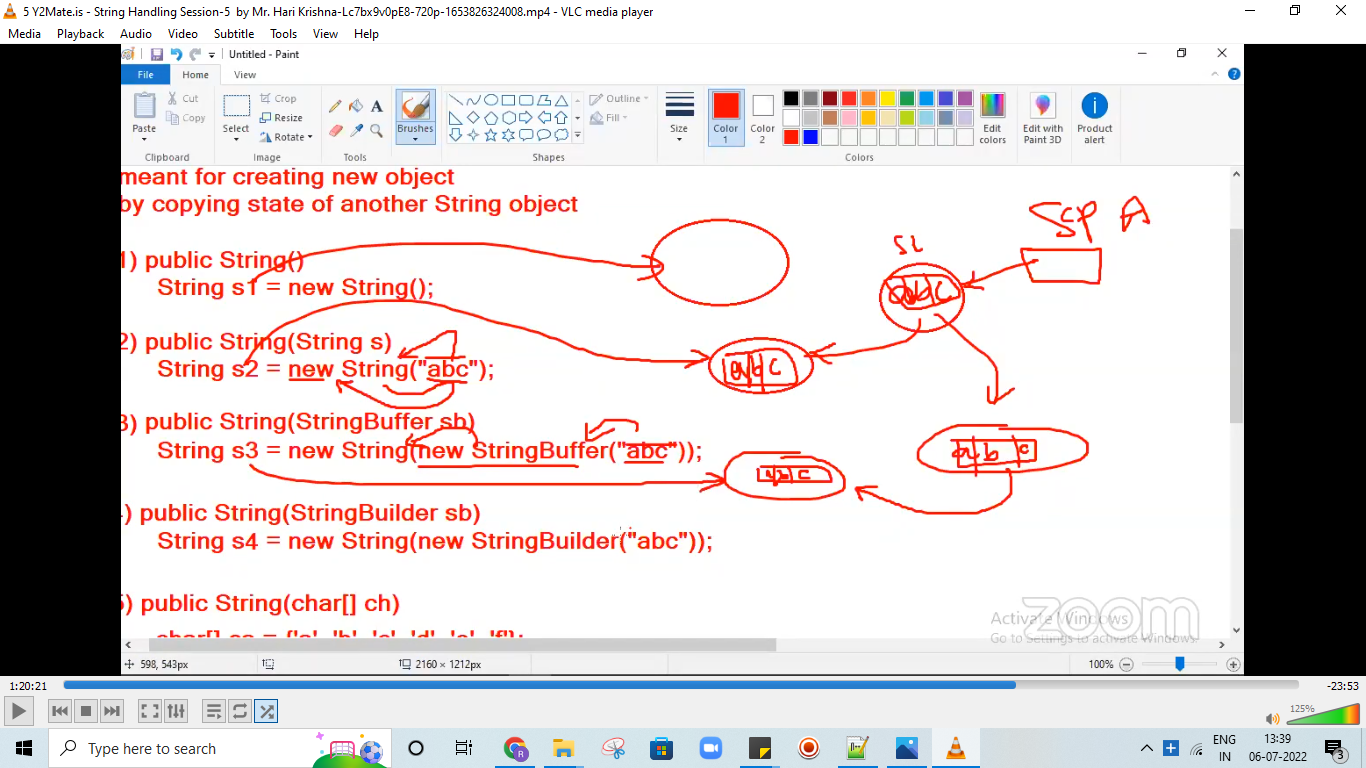 5 Y2Mate.is - String Handling Session-5 by Mr. Hari Krishna-Lc7bx9v0pE8-720p-1653826324008.mp4 - VLC media player
Media Playback Audio Video Subtitle Tools View Help
Untitled - Paint
File Home View
Paste Cut Copy Select Crop Resize Rotate A Brushes Outline Fill Size Color 1 Color 2 Edit colors Edit with Paint 3D Product alert
Clipboard Image Tools Shapes Colors
meant for creating new object
by copying state of another String object
SCP A
S1
1) public String()
String s1 = new String();
abc
2) public String(String s)
String s2 = new String("abc");
abc
3) public String(StringBuffer sb)
String s3 = new String(new StringBuffer("abc"));
abc
abc
) public String(StringBuilder sb)
String s4 = new String(new StringBuilder("abc"));
5) public String(char[] ch)
char[] ca = {'a', 'b', 'c', 'd', 'e', 'f'};
zoom
Activate Windows
Go to Settings to activate Windows.
598, 543px 2160 × 1212px 100%
1:20:21 -23:53
125%
Type here to search
R
ENG
IN
13:39
06-07-2022
3